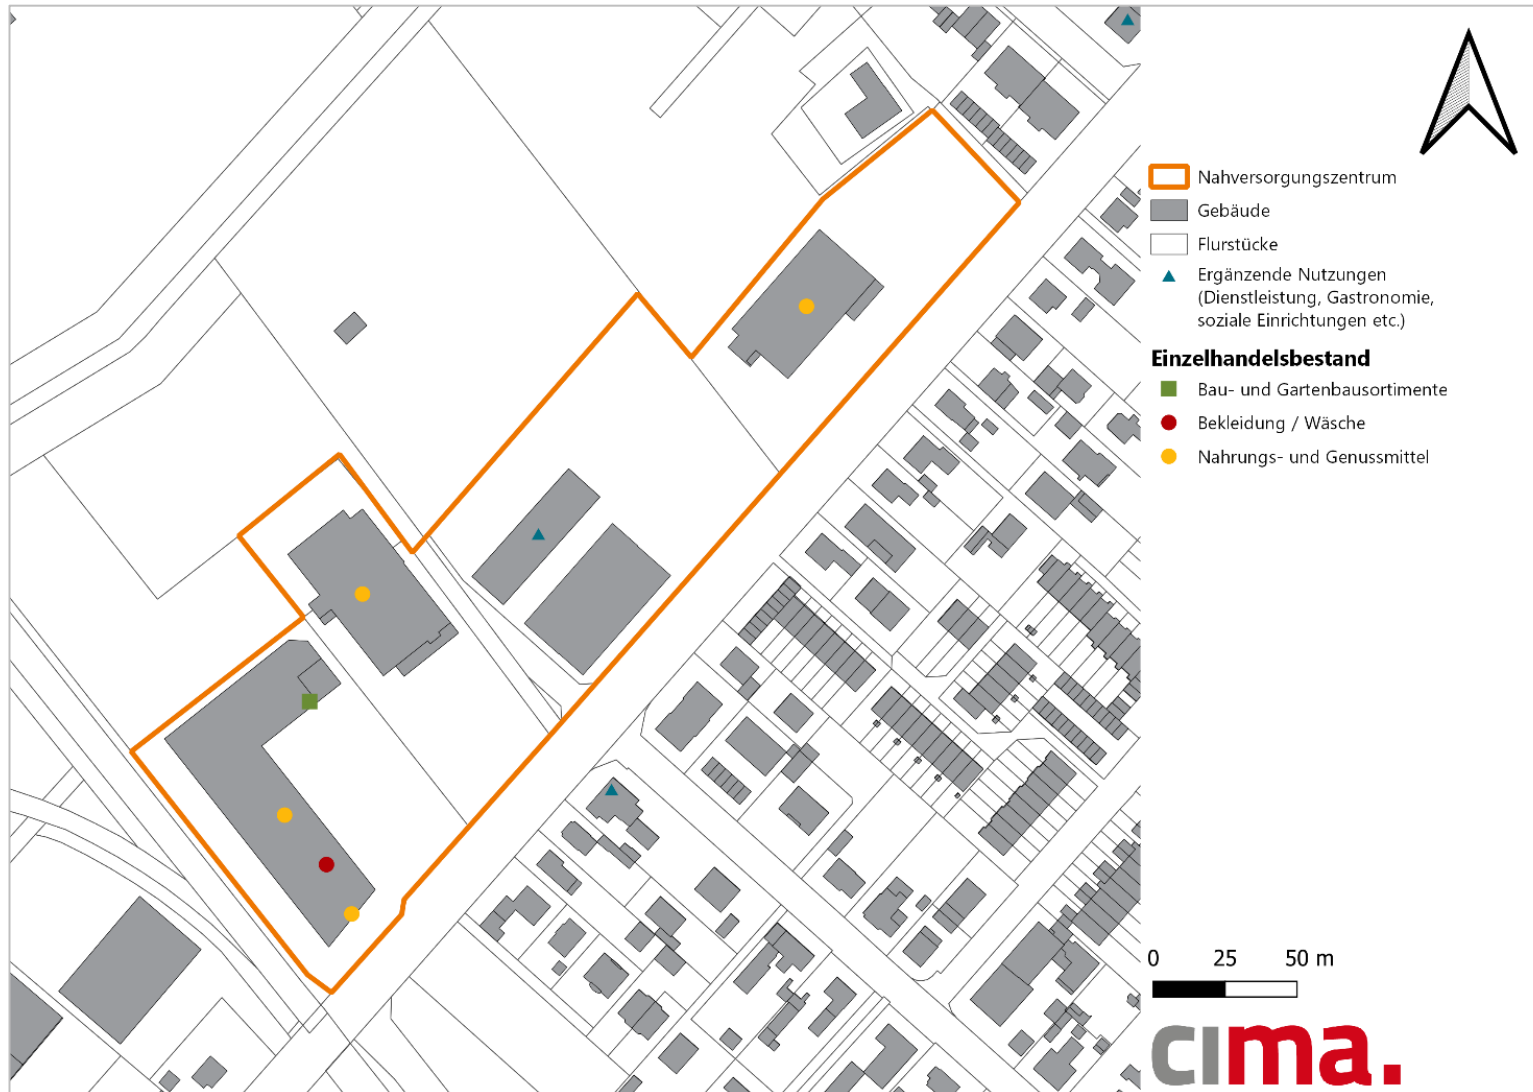 Nahversorgungszentrum
Gebäude
Flurstücke
Ergänzende Nutzungen
(Dienstleistung, Gastronomie,
soziale Einrichtungen etc.)
Einzelhandelsbestand
Bau- und Gartenbausortimente
Bekleidung / Wäsche
Nahrungs- und Genussmittel
0 25 50 m
cima.